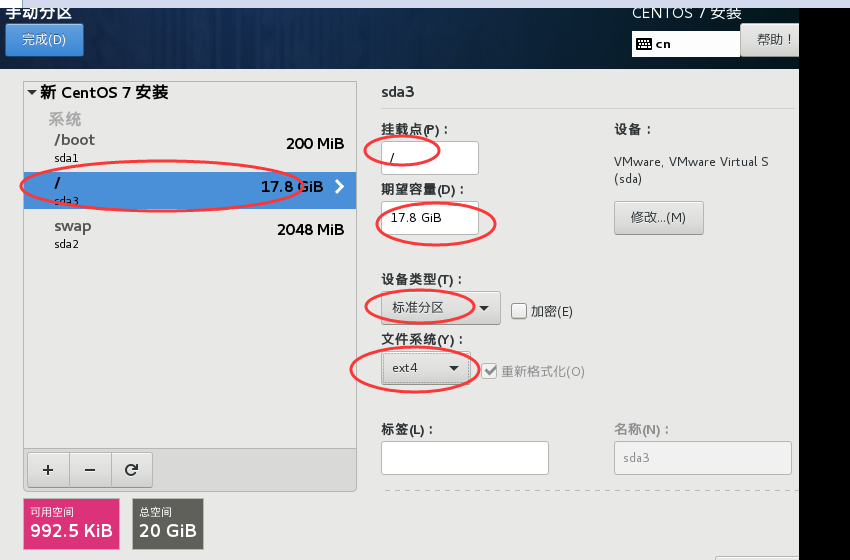 手动分区
CENTOS 7 安装
完成(D)
cn
帮助！
新 CentOS 7 安装
系统
/boot
200 MiB
sda1
/
17.8 GiB
sda3
swap
2048 MiB
sda2
sda3
挂载点(P)：
/
期望容量(D)：
17.8 GiB
设备：
VMware, VMware Virtual S
(sda)
修改...(M)
设备类型(T)：
标准分区
加密(E)
文件系统(Y)：
ext4
重新格式化(O)
标签(L)：
名称(N)：
sda3
可用空间
992.5 KiB
总空间
20 GiB